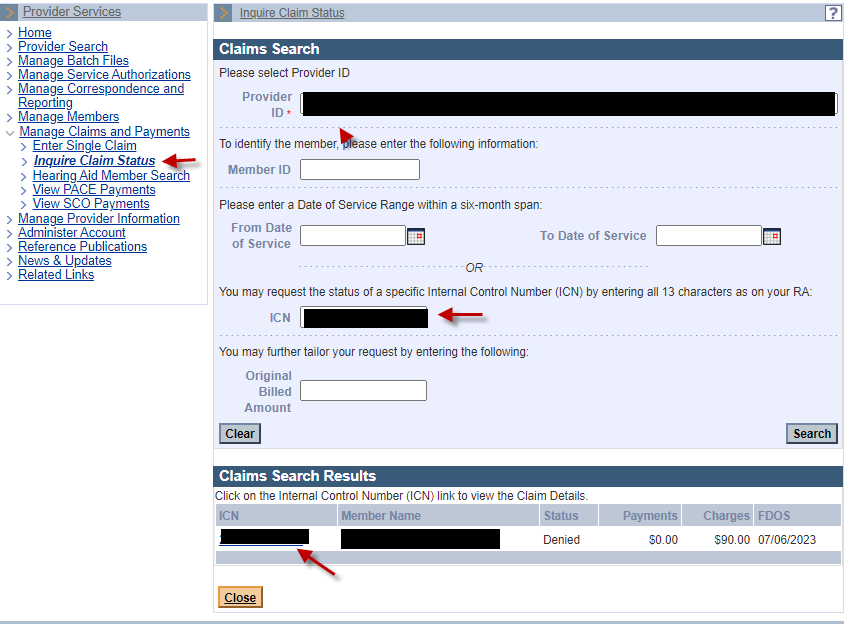 Provider Services
Home
Provider Search
Manage Batch Files
Manage Service Authorizations
Manage Correspondence and
Reporting
Manage Members
Manage Claims and Payments
Enter Single Claim
Inquire Claim Status
Hearing Aid Member Search
View PACE Payments
View SCO Payments
Manage Provider Information
Administer Account
Reference Publications
News & Updates
Related Links
Inquire Claim Status
?
Claims Search
Please select Provider ID
Provider
ID *
To identify the member, please enter the following information:
Member ID
Please enter a Date of Service Range within a six-month span:
From Date
of Service
To Date of Service
OR
You may request the status of a specific Internal Control Number (ICN) by entering all 13 characters as on your RA:
ICN
You may further tailor your request by entering the following:
Original
Billed
Amount
Clear
Search
Claims Search Results
Click on the Internal Control Number (ICN) link to view the Claim Details.
ICN Member Name Status Payments Charges FDOS
Denied $0.00 $90.00 07/06/2023
Close